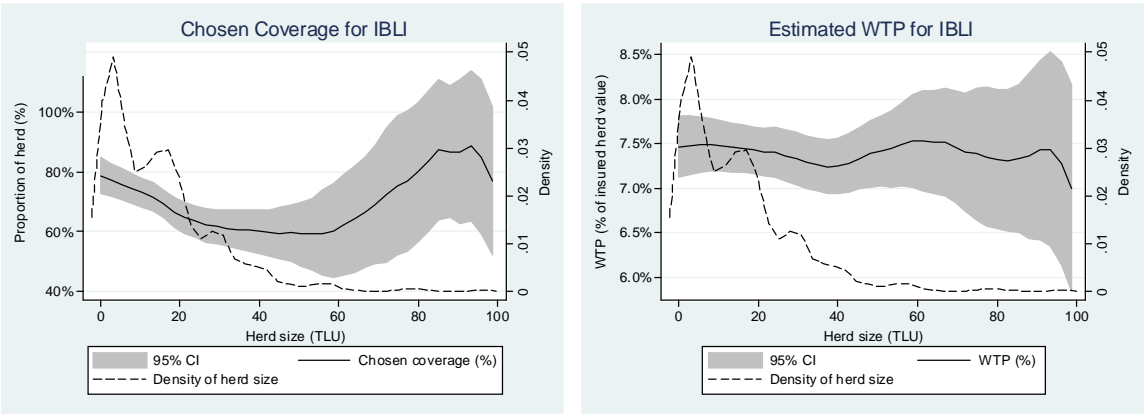 Chosen Coverage for IBLI
Proportion of herd (%)
100%
80%
60%
40%
.05
.04
.03
.02
.01
0
Density
0 20 40 60 80 100
Herd size (TLU)
95% CI Chosen coverage (%)
Density of herd size
Estimated WTP for IBLI
WTP (% of insured herd value)
8.5%
8.0%
7.5%
7.0%
6.5%
6.0%
.05
.04
.03
.02
.01
0
Density
0 20 40 60 80 100
Herd size (TLU)
95% CI WTP (%)
Density of herd size